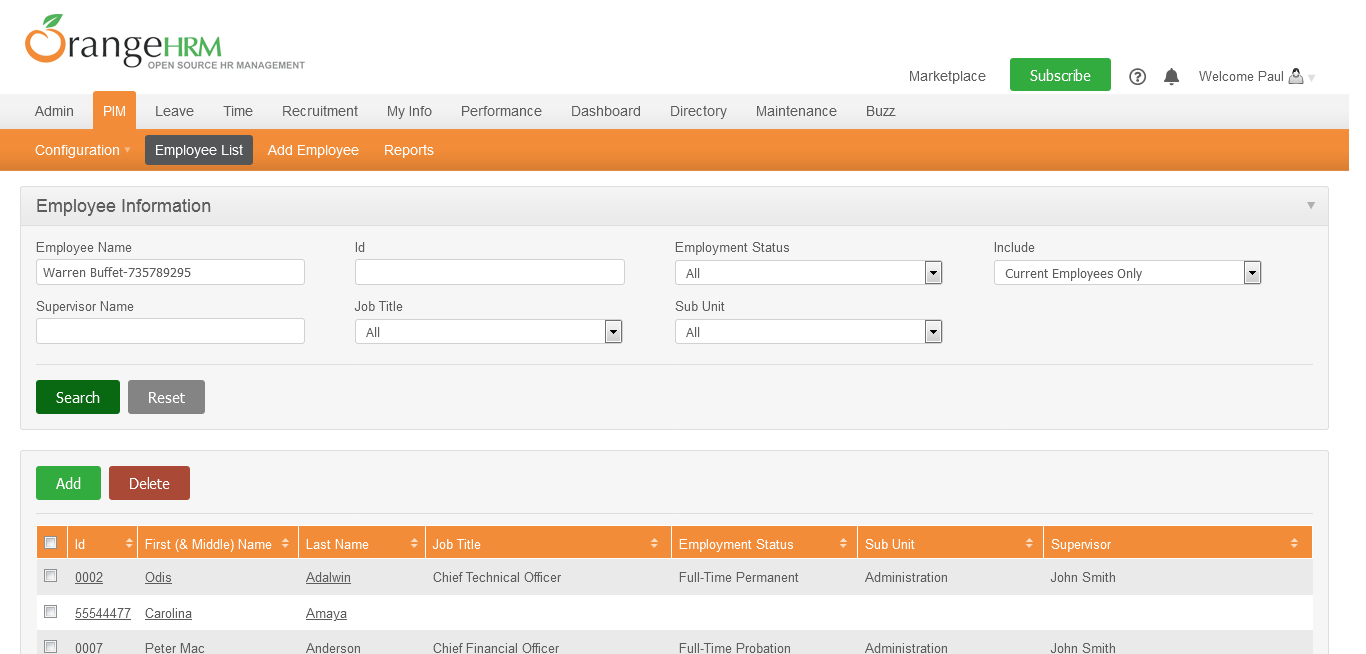 OrangeHRM
OPEN SOURCE HR MANAGEMENT
Marketplace Subscribe Welcome Paul
Admin PIM Leave Time Recruitment My Info Performance Dashboard Directory Maintenance Buzz
Configuration Employee List Add Employee Reports
Employee Information
Employee Name Id Employment Status Include
Warren Buffet-735789295 All Current Employees Only
Supervisor Name Job Title Sub Unit
All All
Search Reset
Add Delete
Id First (& Middle) Name Last Name Job Title Employment Status Sub Unit Supervisor
0002 Odis Adalwin Chief Technical Officer Full-Time Permanent Administration John Smith
55544477 Carolina Amaya
0007 Peter Mac Anderson Chief Financial Officer Full-Time Probation Administration John Smith